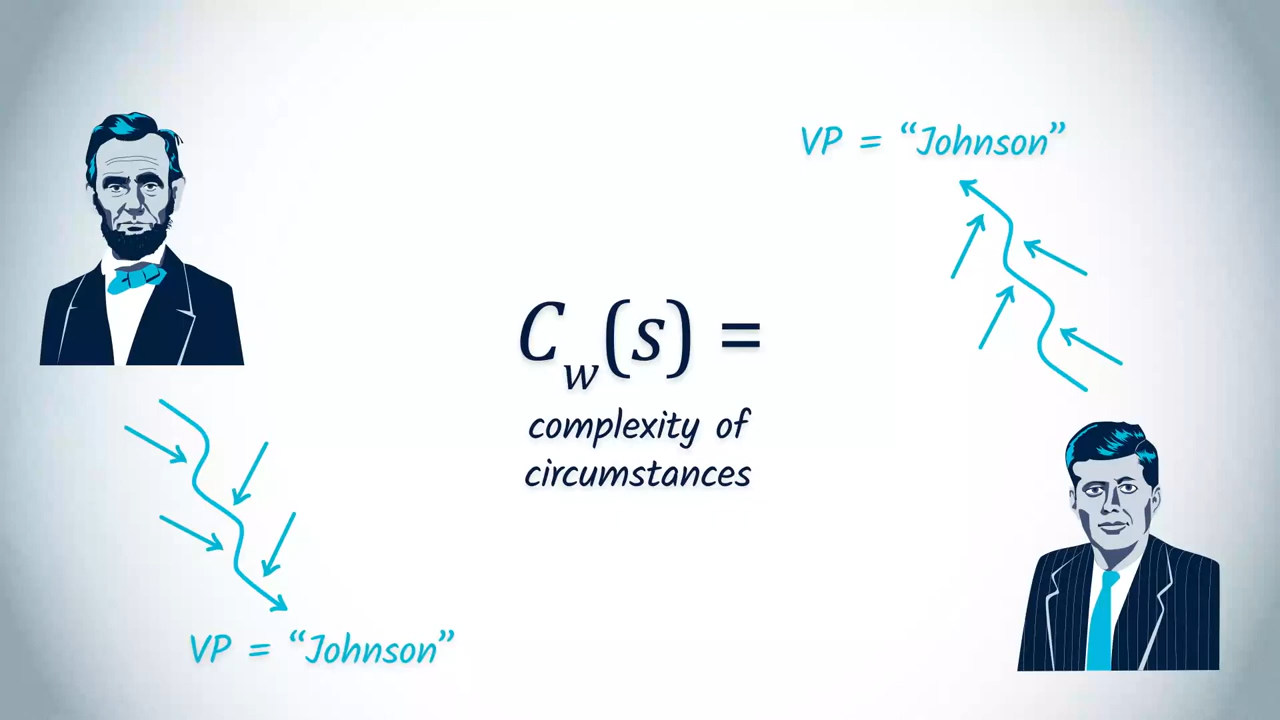 VP = “Johnson”
C_w(s) =
complexity of
circumstances
VP = “Johnson”